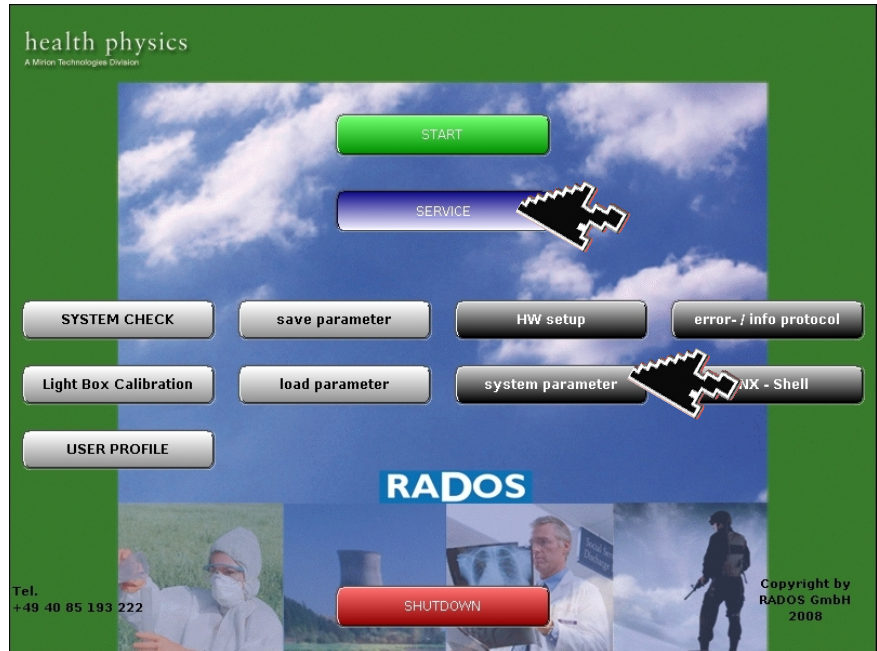 health physics
A Mirion Technologies Division
START
SERVICE
SYSTEM CHECK
save parameter
HW setup
error- / info protocol
Light Box Calibration
load parameter
system parameter
NX - Shell
USER PROFILE
RADOS
Tel.
+49 40 85 193 222
SHUTDOWN
Copyright by
RADOS GmbH
2008